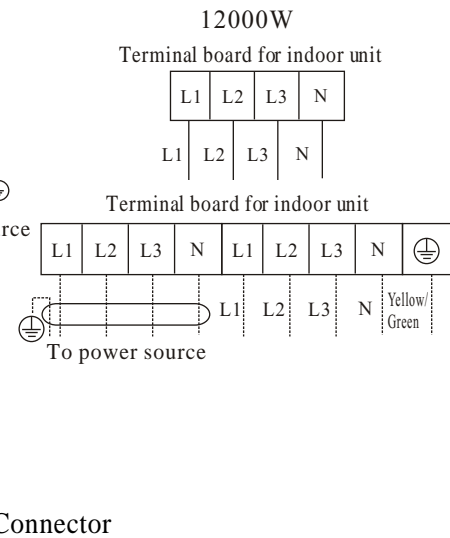 12000W
Terminal board for indoor unit
L1 L2 L3 N
L1 L2 L3 N
Terminal board for indoor unit
rce
L1 L2 L3 N L1 L2 L3 N
L1 L2 L3 N Yellow/
Green
To power source
Connector